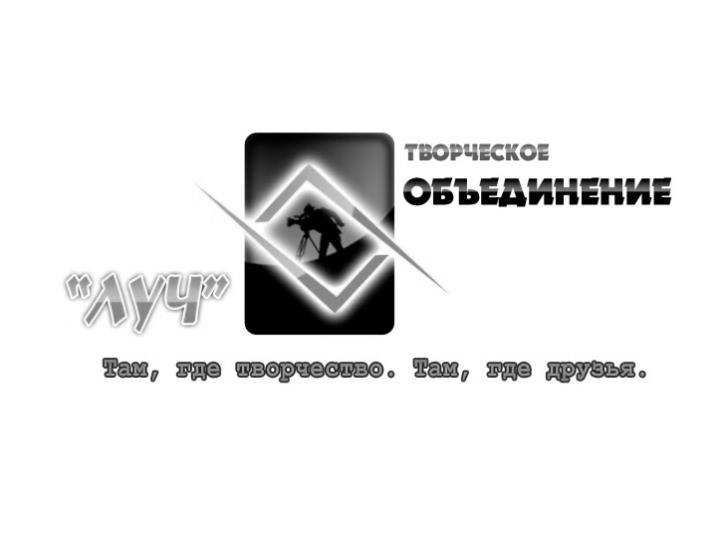 ТВОРЧЕСКОЕ
ОБЪЕДИНЕНИЕ
"ЛУЧ"
Там, где творчество. Там, где друзья.